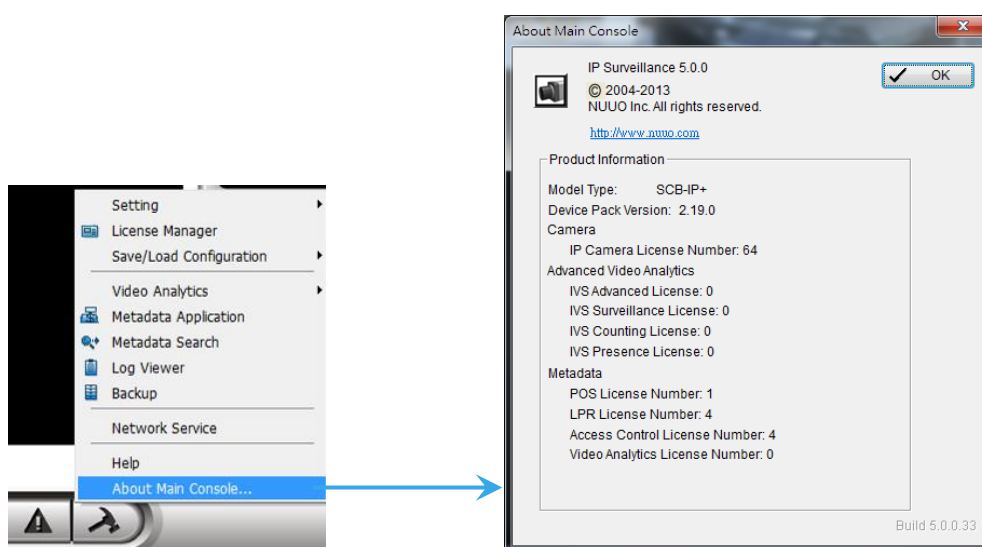 Setting
License Manager
Save/Load Configuration
Video Analytics
Metadata Application
Metadata Search
Log Viewer
Backup
Network Service
Help
About Main Console...
About Main Console
IP Surveillance 5.0.0
© 2004-2013
NUUO Inc. All rights reserved.
http://www.nuuo.com
OK
Product Information
Model Type: SCB-IP+
Device Pack Version: 2.19.0
Camera
IP Camera License Number: 64
Advanced Video Analytics
IVS Advanced License: 0
IVS Surveillance License: 0
IVS Counting License: 0
IVS Presence License: 0
Metadata
POS License Number: 1
LPR License Number: 4
Access Control License Number: 4
Video Analytics License Number: 0
Build 5.0.0.33